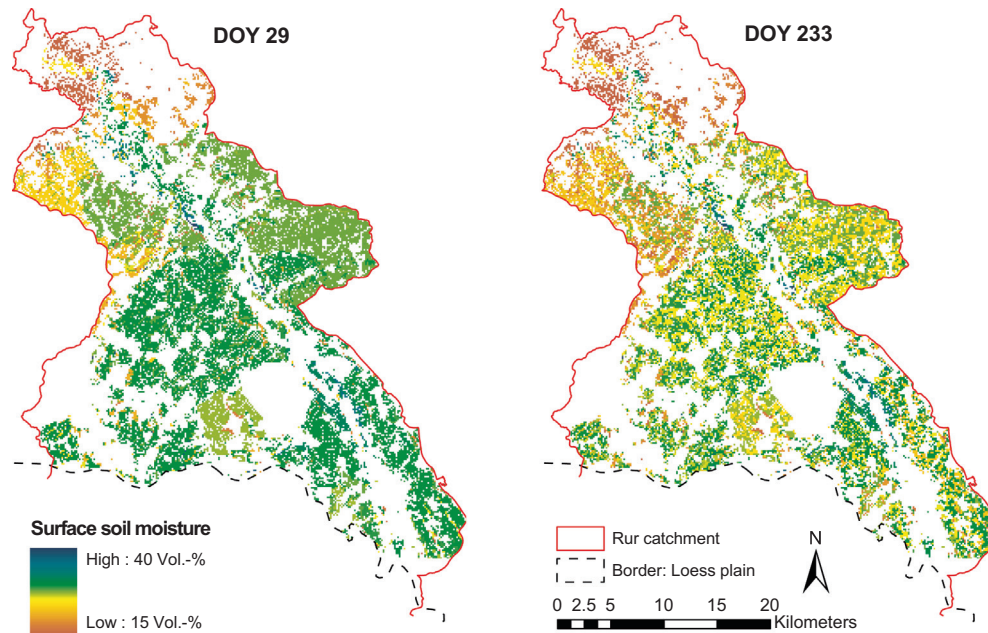 DOY 29
DOY 233
Surface soil moisture
High : 40 Vol.-%
Low : 15 Vol.-%
Rur catchment
Border: Loess plain
N
0 2.5 5 10 15 20
Kilometers